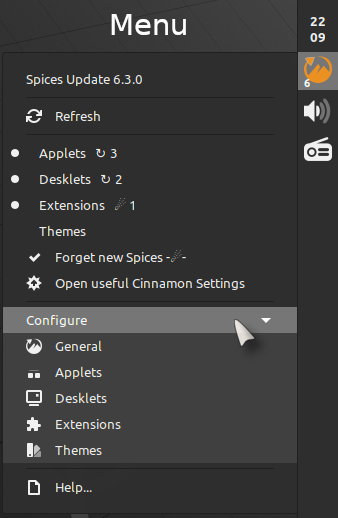 Menu
22
09
6
Spices Update 6.3.0
Refresh
Applets ↻ 3
Desklets ↻ 2
Extensions ☄ 1
Themes
Forget new Spices -☄-
Open useful Cinnamon Settings
Configure
General
Applets
Desklets
Extensions
Themes
Help...